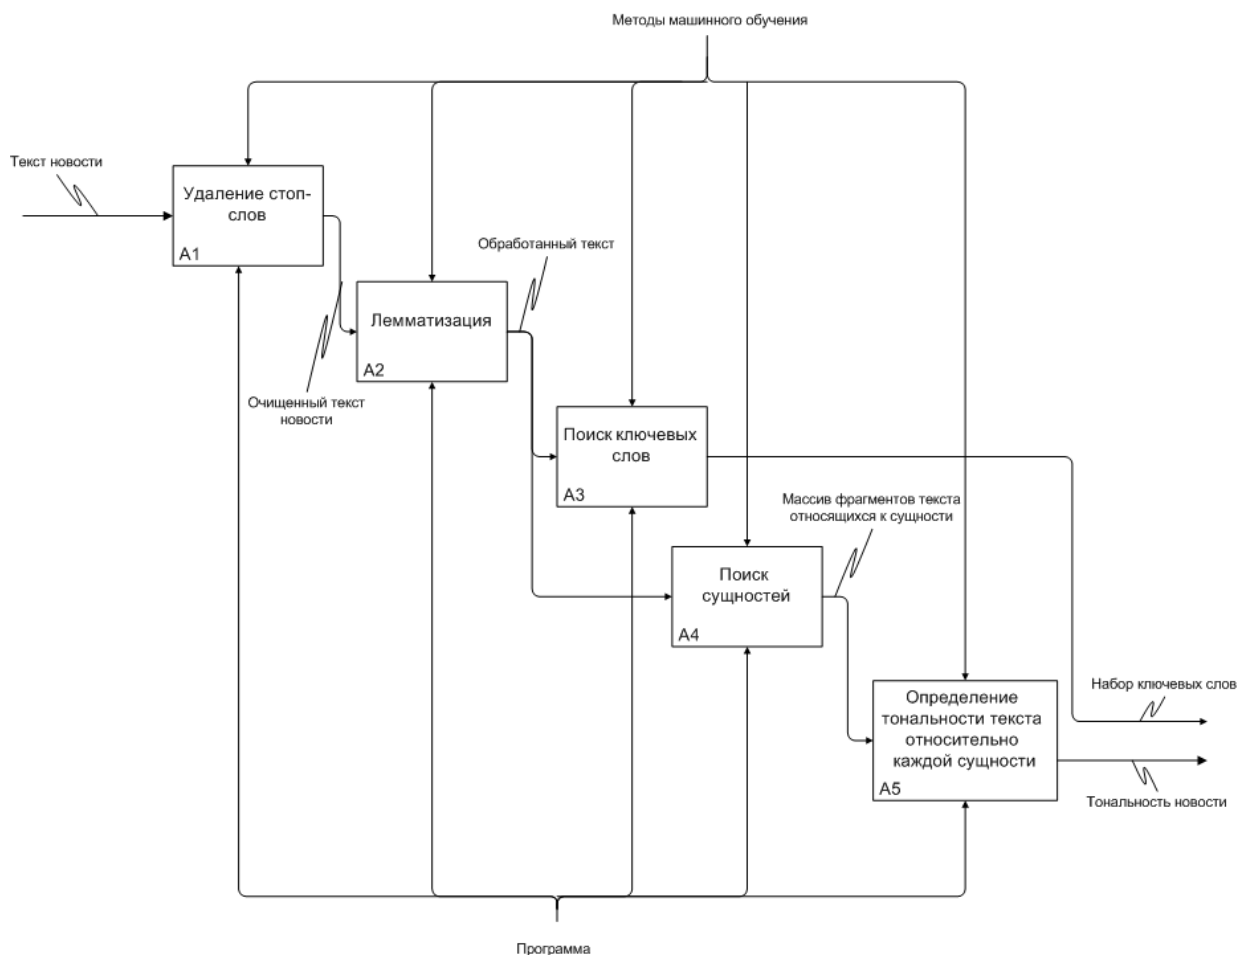 Методы машинного обучения
Текст новости
Удаление стоп-
слов
А1
Обработанный текст
Лемматизация
А2
Очищенный текст
новости
Поиск ключевых
слов
А3
Массив фрагментов текста
относящихся к сущности
Поиск
сущностей
А4
Набор ключевых слов
Определение
тональности текста
относительно
каждой сущности
А5
Тональность новости
Программа